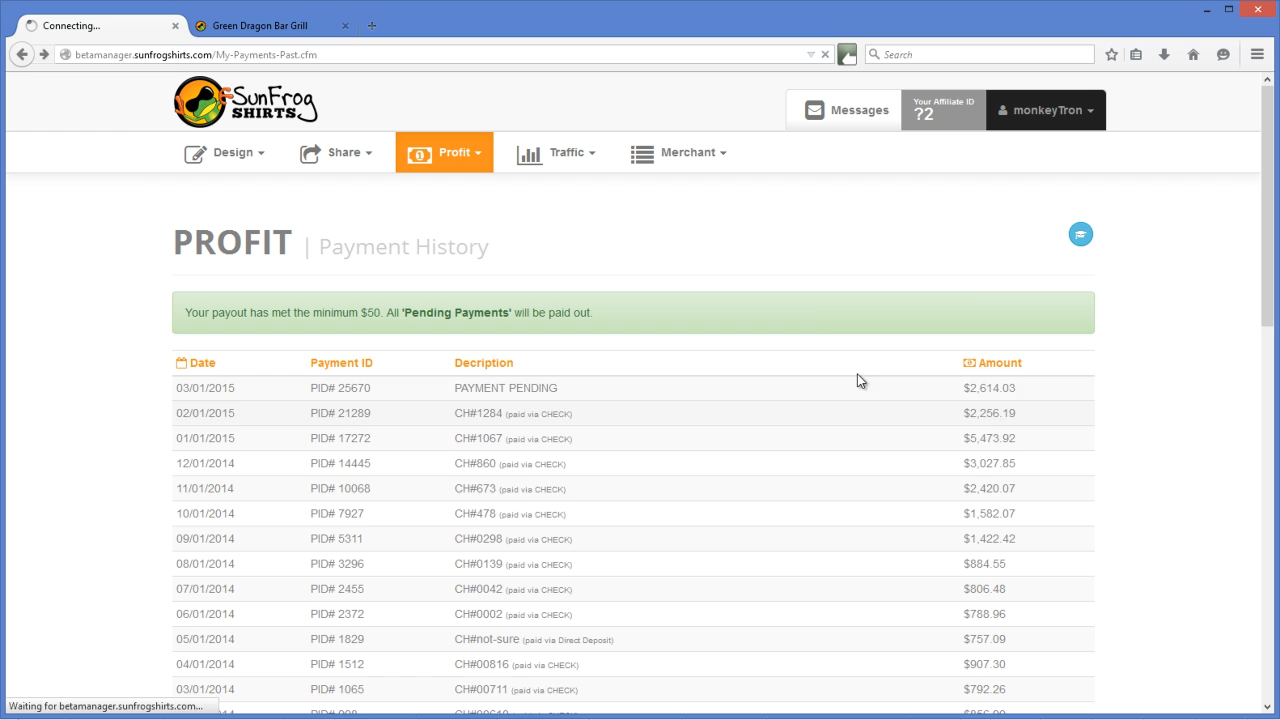 Connecting...
Green Dragon Bar Grill
betamanager.sunfrogshirts.com/My-Payments-Past.cfm
Search
SunFrog
SHIRTS
Messages
Your Affiliate ID
?2
monkeyTron
Design
Share
Profit
Traffic
Merchant
PROFIT | Payment History
Your payout has met the minimum $50. All 'Pending Payments' will be paid out.
Date Payment ID Decription Amount
03/01/2015 PID# 25670 PAYMENT PENDING $2,614.03
02/01/2015 PID# 21289 CH#1284 (paid via CHECK) $2,256.19
01/01/2015 PID# 17272 CH#1067 (paid via CHECK) $5,473.92
12/01/2014 PID# 14445 CH#860 (paid via CHECK) $3,027.85
11/01/2014 PID# 10068 CH#673 (paid via CHECK) $2,420.07
10/01/2014 PID# 7927 CH#478 (paid via CHECK) $1,582.07
09/01/2014 PID# 5311 CH#0298 (paid via CHECK) $1,422.42
08/01/2014 PID# 3296 CH#0139 (paid via CHECK) $884.55
07/01/2014 PID# 2455 CH#0042 (paid via CHECK) $806.48
06/01/2014 PID# 2372 CH#0002 (paid via CHECK) $788.96
05/01/2014 PID# 1829 CH#not-sure (paid via Direct Deposit) $757.09
04/01/2014 PID# 1512 CH#00816 (paid via CHECK) $907.30
03/01/2014 PID# 1065 CH#00711 (paid via CHECK) $792.26
Waiting for betamanager.sunfrogshirts.com...